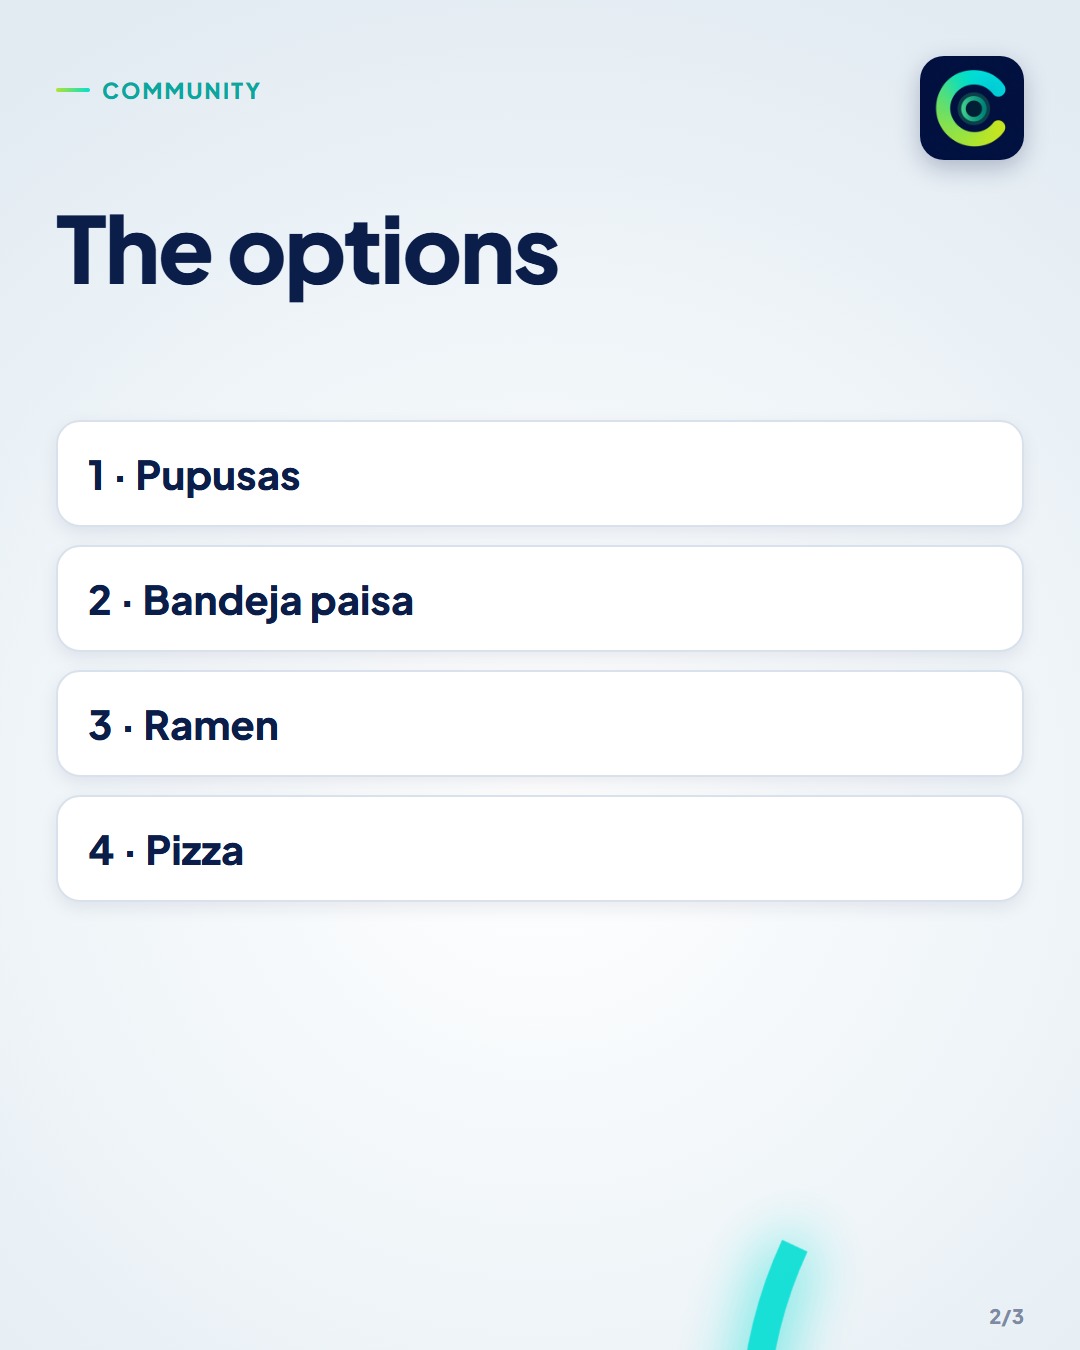 COMMUNITY
The options
1 · Pupusas
2 · Bandeja paisa
3 · Ramen
4 · Pizza
2/3